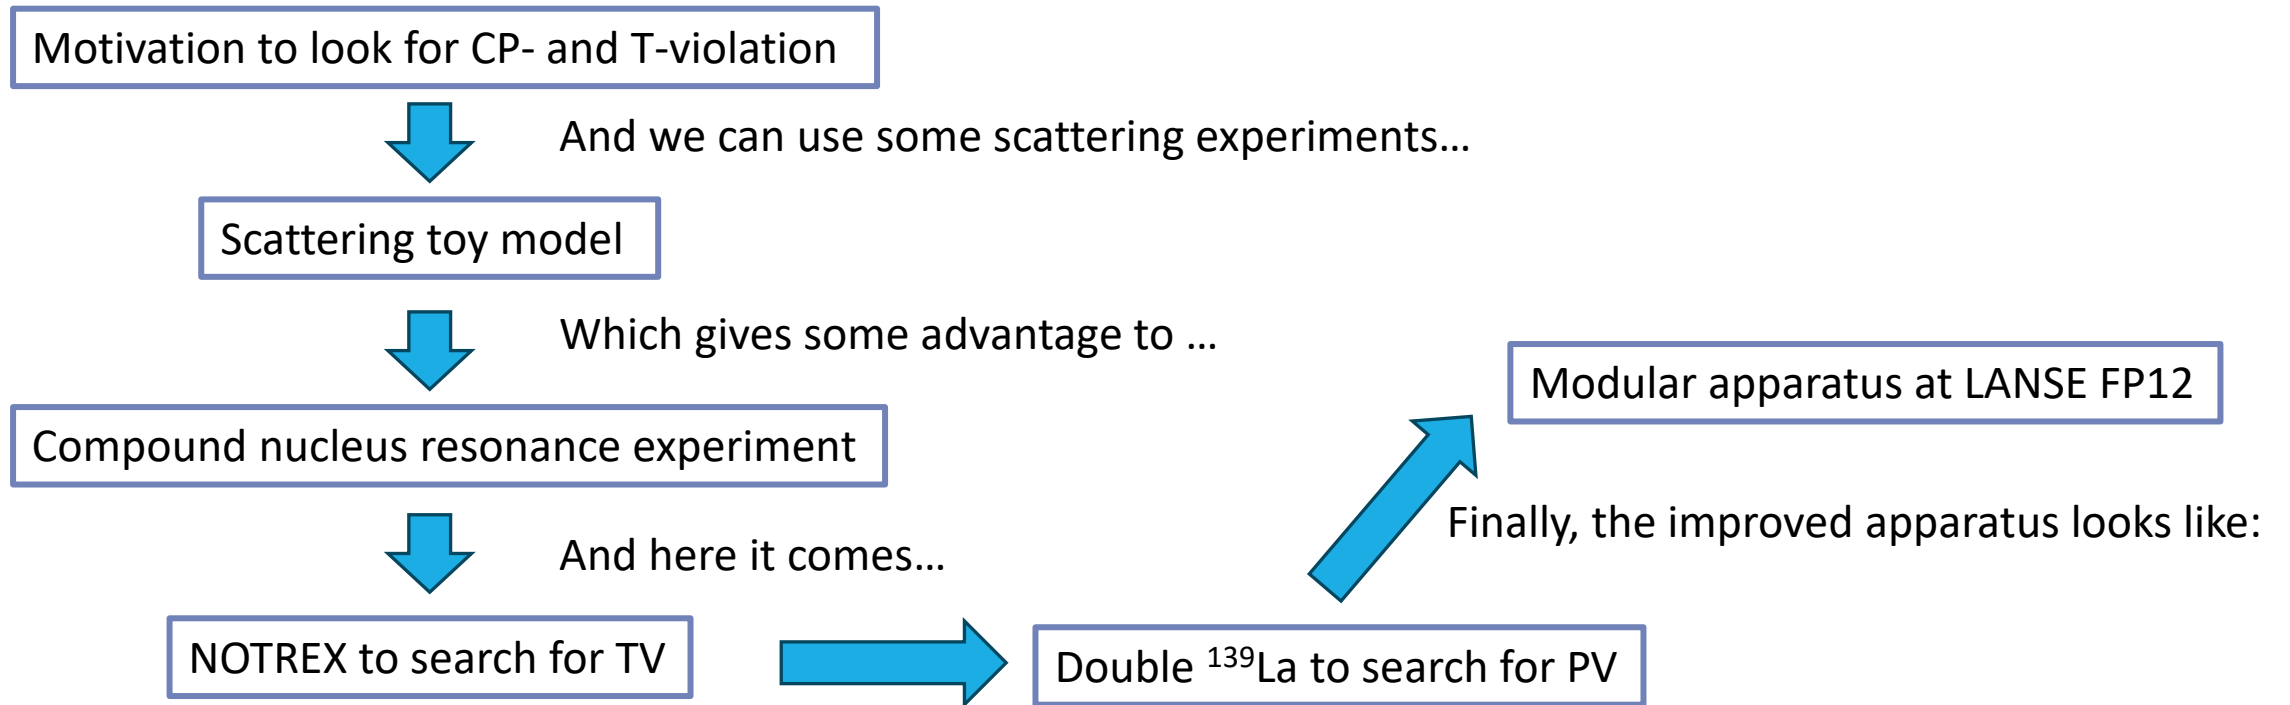 Motivation to look for CP- and T-violation
And we can use some scattering experiments…
Scattering toy model
Which gives some advantage to …
Compound nucleus resonance experiment
And here it comes…
NOTREX to search for TV
Double ¹³⁹La to search for PV
Finally, the improved apparatus looks like:
Modular apparatus at LANSE FP12